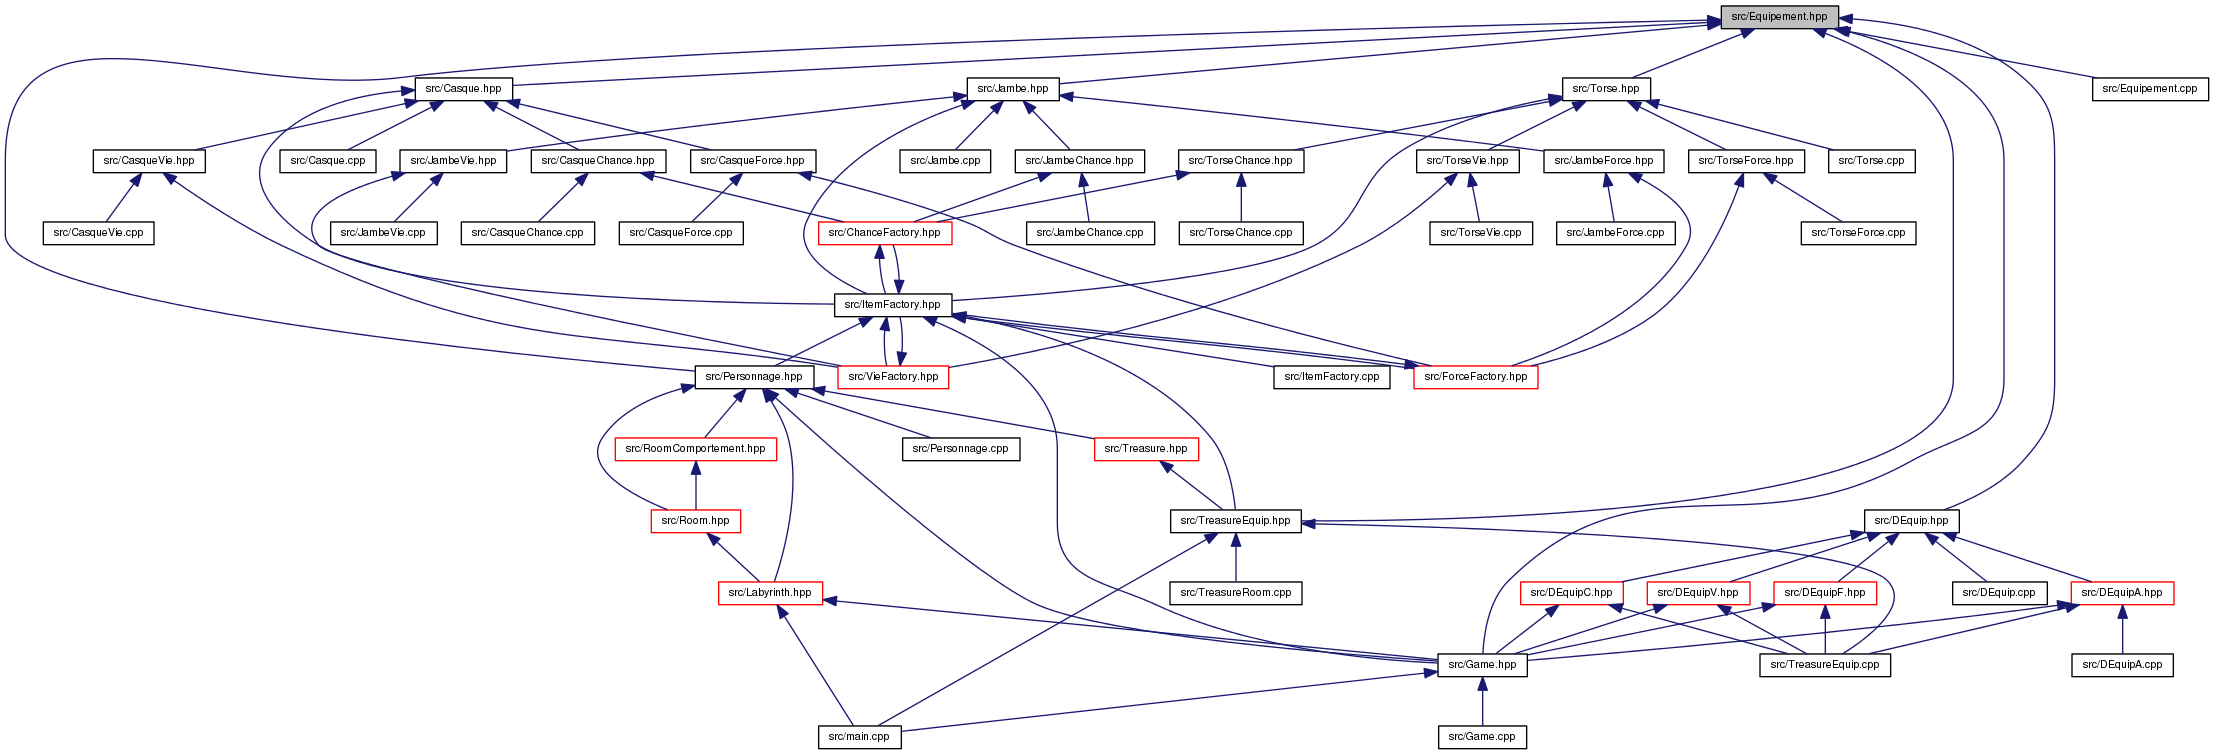 src/Equipement.hpp
src/Casque.hpp
src/Jambe.hpp
src/Torse.hpp
src/Equipement.cpp
src/CasqueVie.hpp
src/Casque.cpp
src/JambeVie.hpp
src/CasqueChance.hpp
src/CasqueForce.hpp
src/Jambe.cpp
src/JambeChance.hpp
src/TorseChance.hpp
src/TorseVie.hpp
src/JambeForce.hpp
src/TorseForce.hpp
src/Torse.cpp
src/CasqueVie.cpp
src/JambeVie.cpp
src/CasqueChance.cpp
src/CasqueForce.cpp
src/ChanceFactory.hpp
src/JambeChance.cpp
src/TorseChance.cpp
src/TorseVie.cpp
src/JambeForce.cpp
src/TorseForce.cpp
src/ItemFactory.hpp
src/Personnage.hpp
src/VieFactory.hpp
src/ItemFactory.cpp
src/ForceFactory.hpp
src/RoomComportement.hpp
src/Personnage.cpp
src/Treasure.hpp
src/Room.hpp
src/TreasureEquip.hpp
src/DEquip.hpp
src/Labyrinth.hpp
src/TreasureRoom.cpp
src/DEquipC.hpp
src/DEquipV.hpp
src/DEquipF.hpp
src/DEquip.cpp
src/DEquipA.hpp
src/Game.hpp
src/TreasureEquip.cpp
src/DEquipA.cpp
src/main.cpp
src/Game.cpp